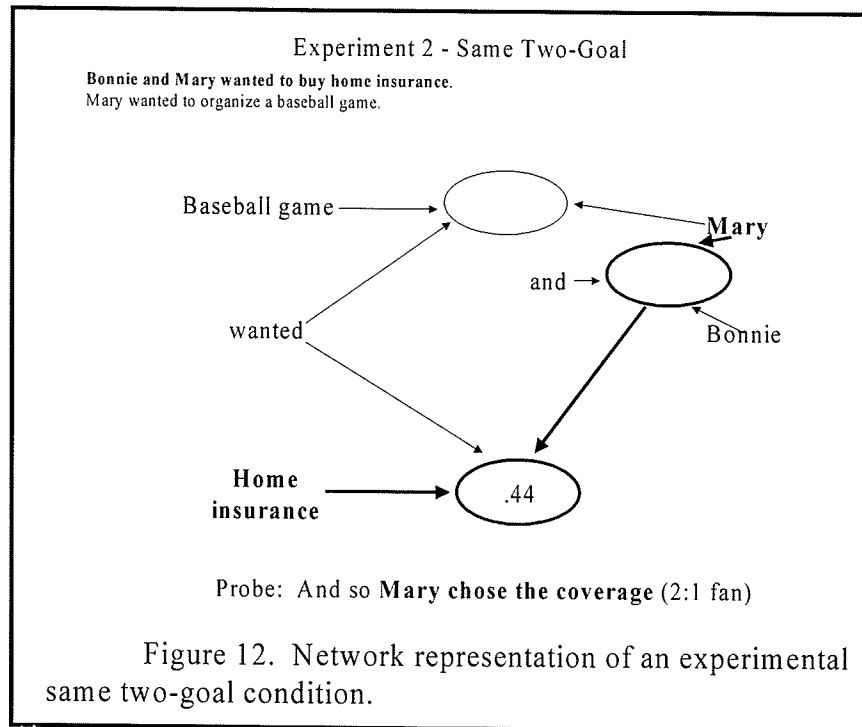 Experiment 2 - Same Two-Goal
Bonnie and Mary wanted to buy home insurance.
Mary wanted to organize a baseball game.
Baseball game
Mary
and
wanted
Bonnie
Home
insurance
.44
Probe: And so Mary chose the coverage (2:1 fan)
Figure 12. Network representation of an experimental
same two-goal condition.